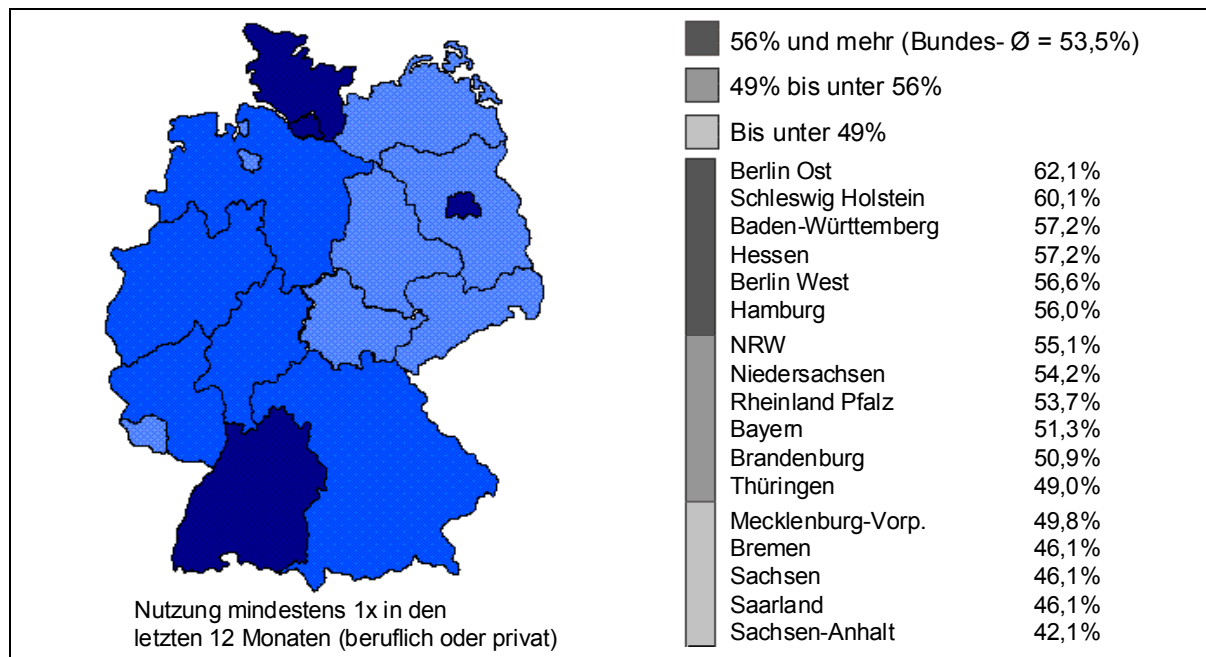 56% und mehr (Bundes- Ø = 53,5%)
49% bis unter 56%
Bis unter 49%
Berlin Ost 62,1%
Schleswig Holstein 60,1%
Baden-Württemberg 57,2%
Hessen 57,2%
Berlin West 56,6%
Hamburg 56,0%
NRW 55,1%
Niedersachsen 54,2%
Rheinland Pfalz 53,7%
Bayern 51,3%
Brandenburg 50,9%
Thüringen 49,0%
Mecklenburg-Vorp. 49,8%
Bremen 46,1%
Sachsen 46,1%
Saarland 46,1%
Sachsen-Anhalt 42,1%
Nutzung mindestens 1x in den
letzten 12 Monaten (beruflich oder privat)